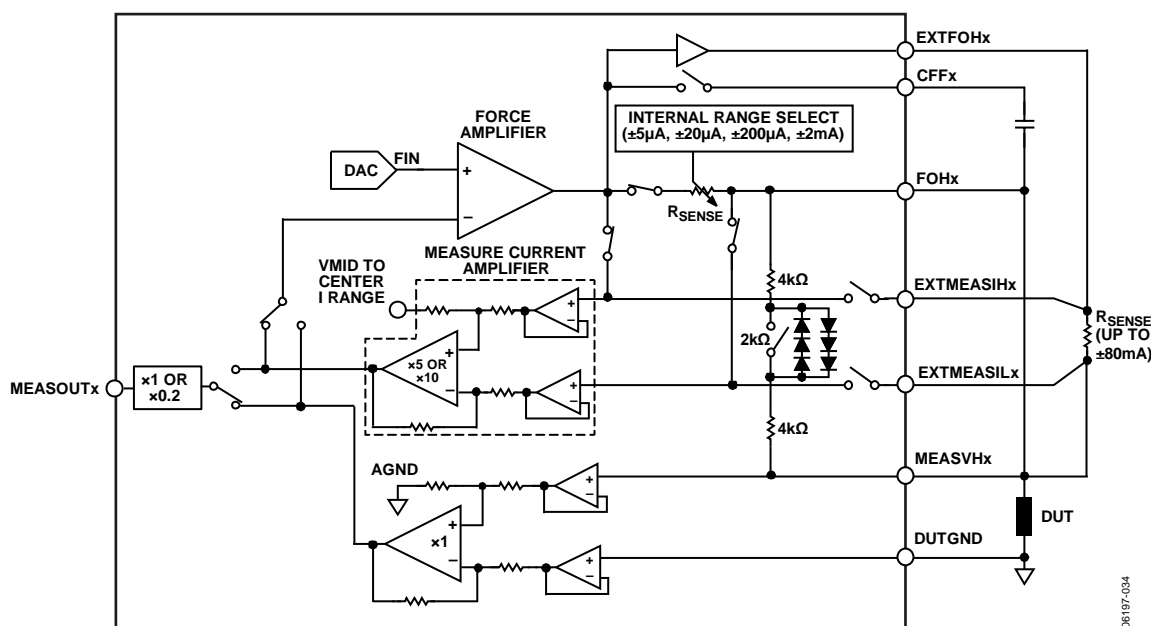 EXTFOHx
CFFx
INTERNAL RANGE SELECT
(±5µA, ±20µA, ±200µA, ±2mA)
FORCE
AMPLIFIER
DAC
FIN
+
–
FOHx
RSENSE
MEASURE CURRENT
AMPLIFIER
VMID TO
CENTER
I RANGE
+
–
4kΩ
EXTMEASIHx
2kΩ
RSENSE
(UP TO
±80mA)
+
–
×5 OR
×10
+
–
EXTMEASILx
MEASOUTx
×1 OR
×0.2
4kΩ
AGND
+
–
MEASVHx
+
–
×1
DUT
+
–
DUTGND
06197-034